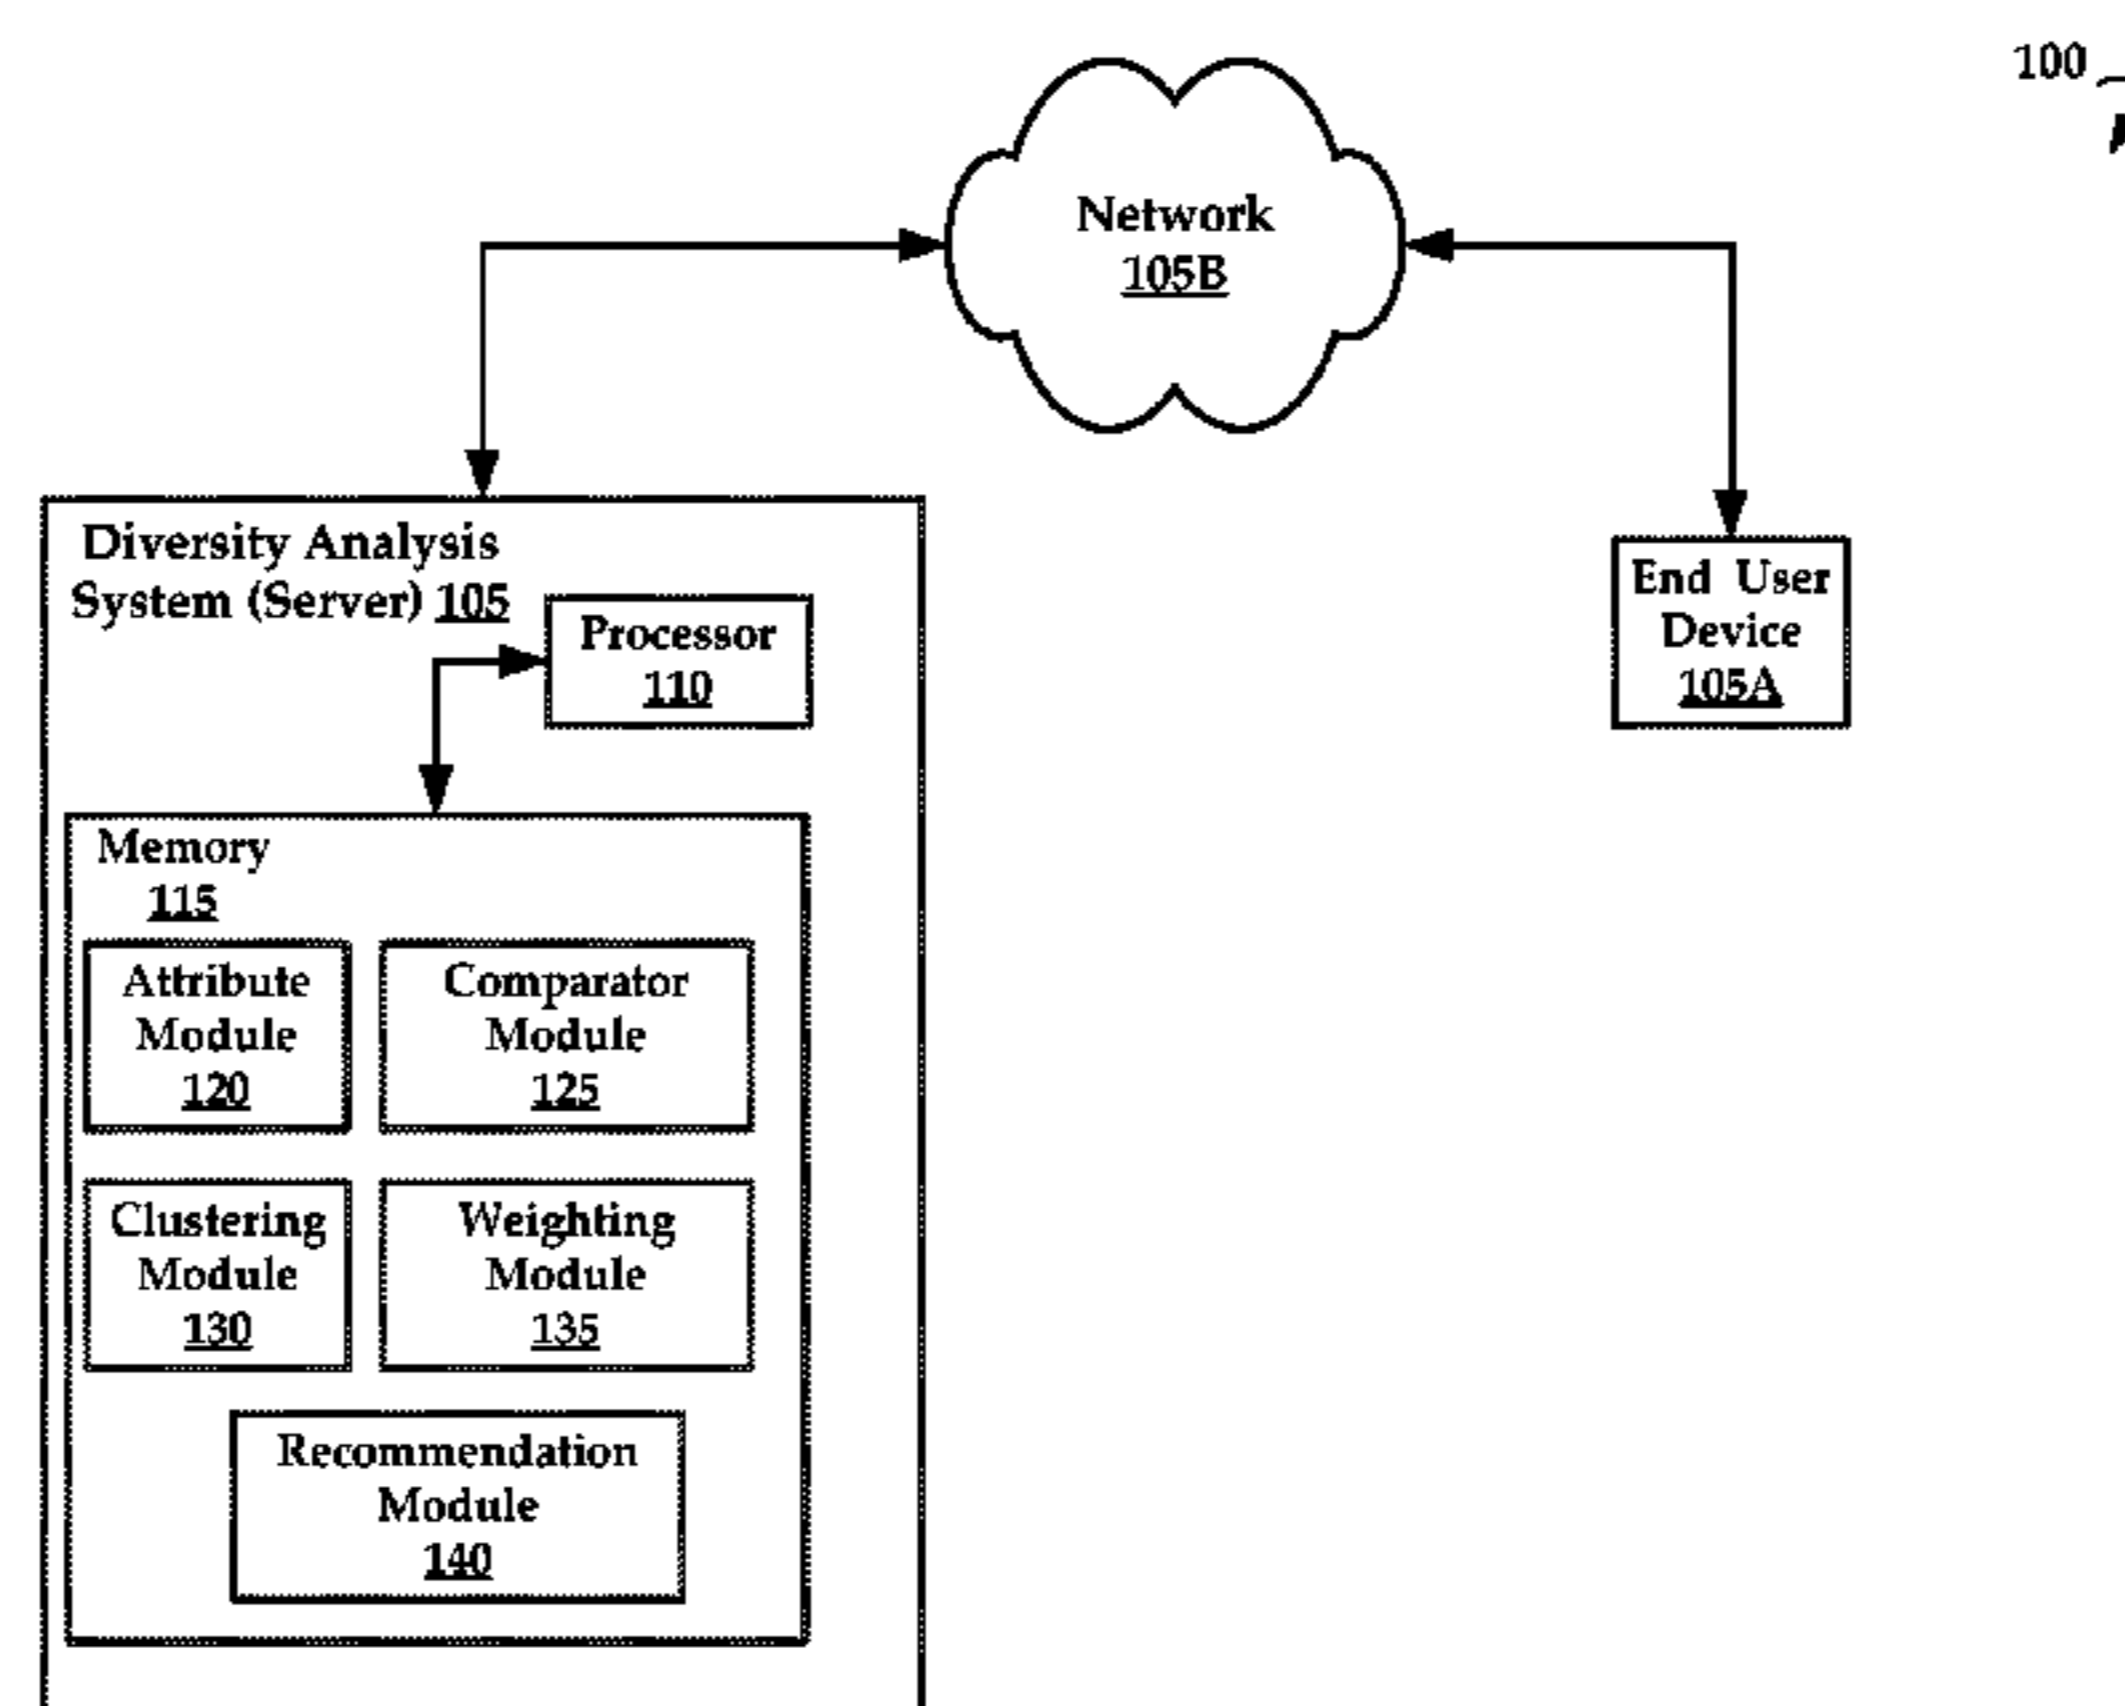 100
Network
105B
Diversity Analysis
System (Server) 105
Processor
110
End User
Device
105A
Memory
115
Attribute
Module
120
Comparator
Module
125
Clustering
Module
130
Weighting
Module
135
Recommendation
Module
140